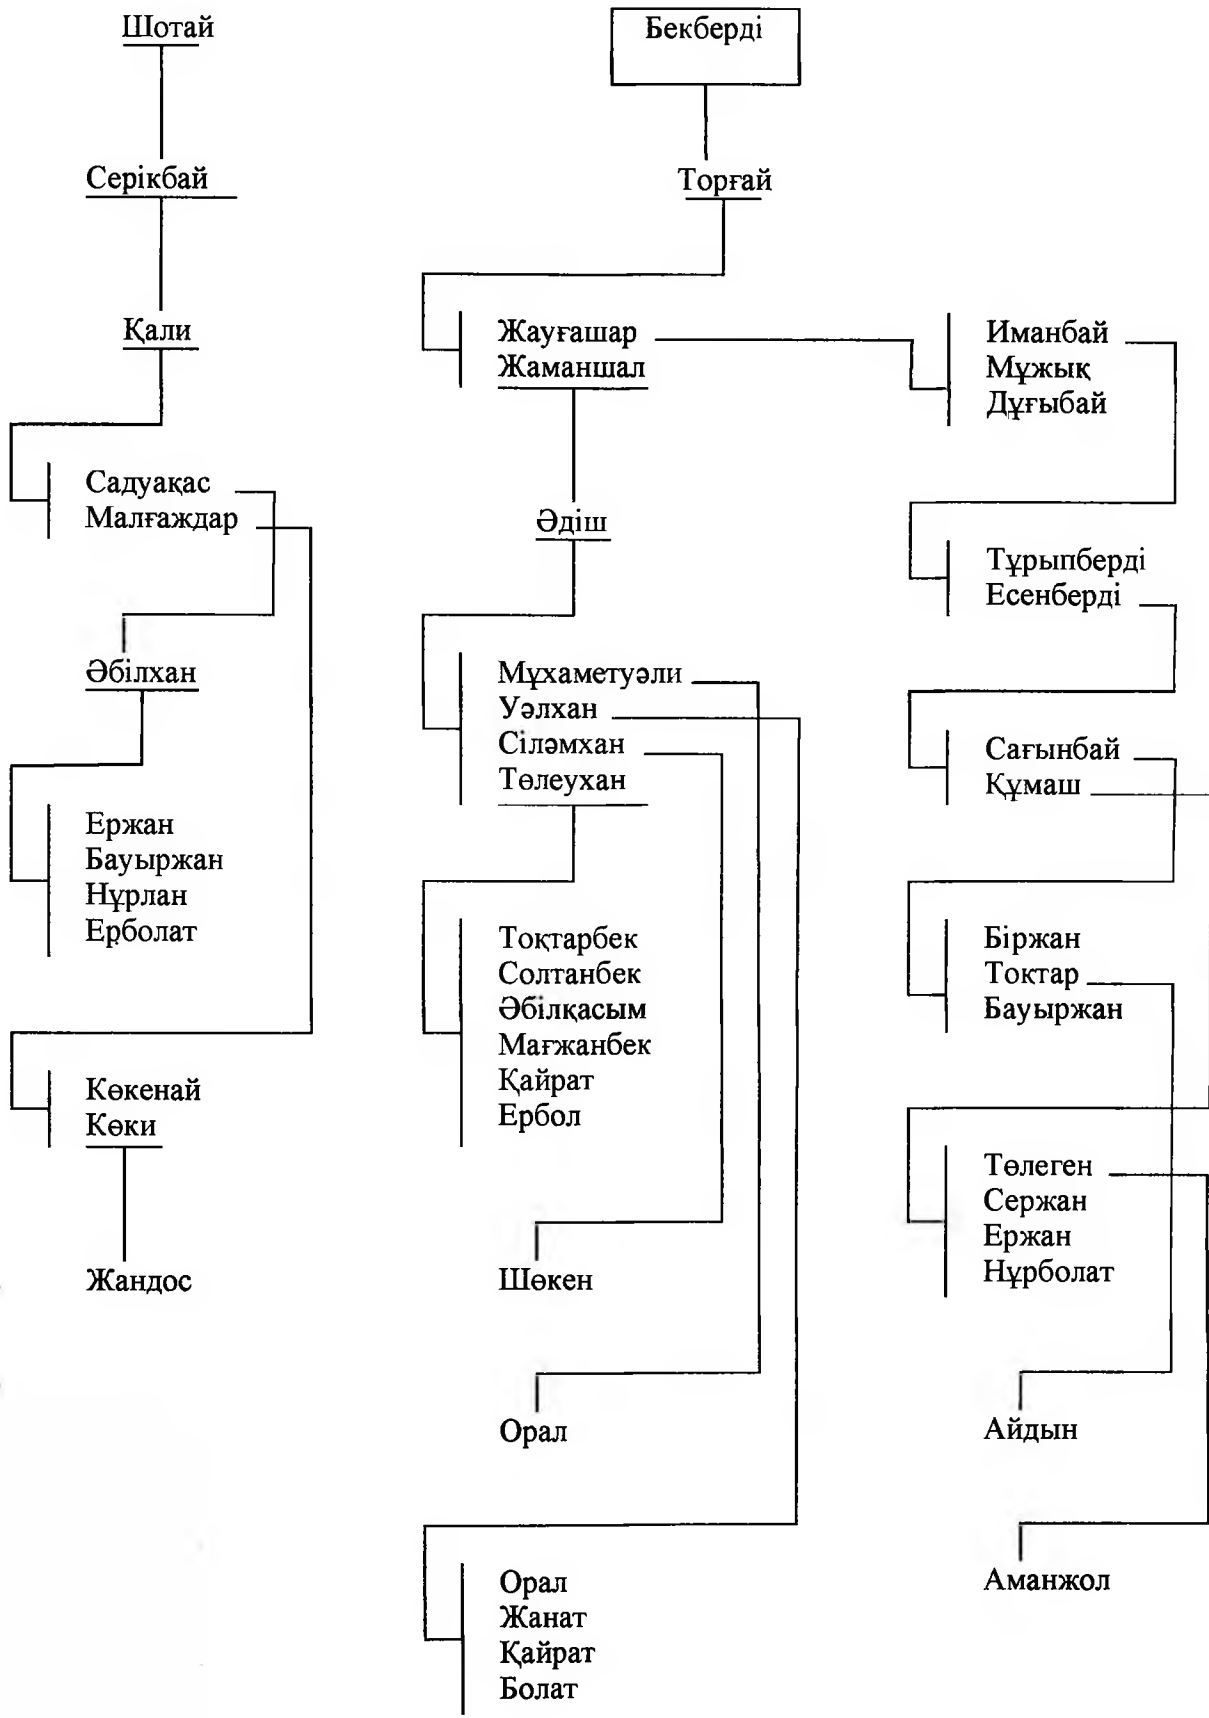 Шотай
Серікбай
Қали
Садуақас
Малғаждар
Әбілхан
Ержан
Бауыржан
Нұрлан
Ерболат
Көкенай
Көки
Жандос
Бекберді
Торғай
Жауғашар
Жаманшал
Әдіш
Мұхаметуәли
Уәлхан
Сіләмхан
Төлеухан
Тоқтарбек
Солтанбек
Әбілқасым
Мағжанбек
Қайрат
Ербол
Шөкен
Орал
Орал
Жанат
Қайрат
Болат
Иманбай
Мұжық
Дұғыбай
Тұрыпберді
Есенберді
Сағынбай
Құмаш
Біржан
Токтар
Бауыржан
Төлеген
Сержан
Ержан
Нұрболат
Айдын
Аманжол